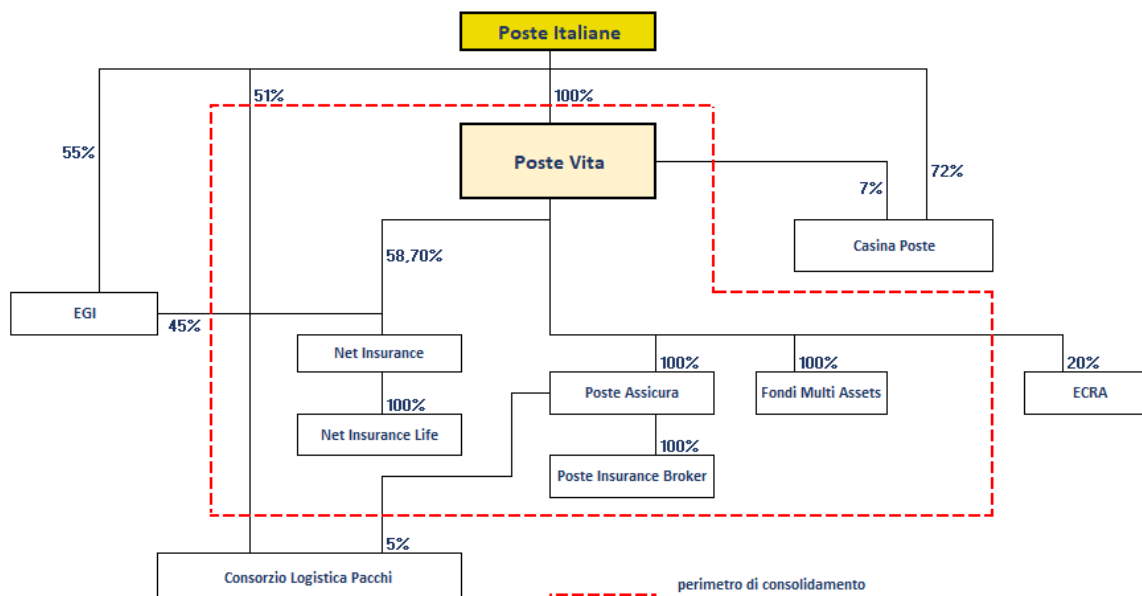 Poste Italiane
51%
100%
55%
Poste Vita
7%
72%
Casina Poste
58,70%
EGI
45%
Net Insurance
100%
100%
20%
Poste Assicura
Fondi Multi Assets
ECRA
100%
Net Insurance Life
100%
Poste Insurance Broker
5%
Consorzio Logistica Pacchi
perimetro di consolidamento